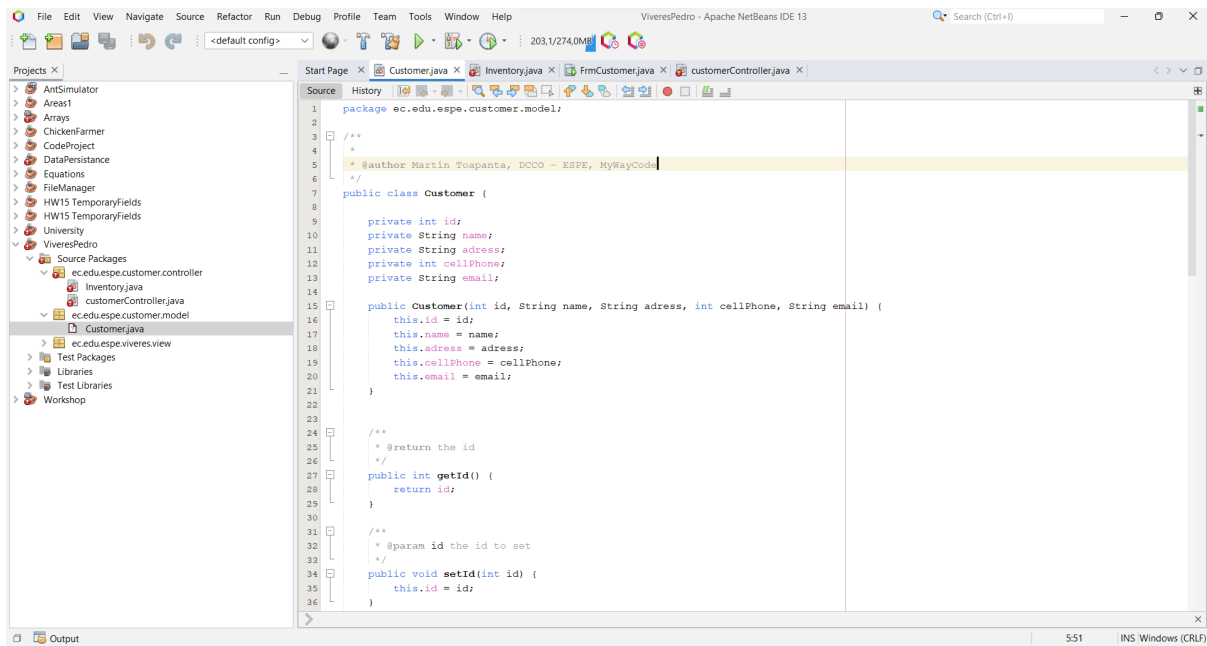 File Edit View Navigate Source Refactor Run Debug Profile Team Tools Window Help ViveresPedro - Apache NetBeans IDE 13 Search (Ctrl+I)
<default config> 203,1/274,0MB
Projects
AntSimulator
Areas1
Arrays
ChickenFarmer
CodeProject
DataPersistance
Equations
FileManager
HW15 TemporaryFields
HW15 TemporaryFields
University
ViveresPedro
Source Packages
ec.edu.espe.customer.controller
Inventory.java
customerController.java
ec.edu.espe.customer.model
Customer.java
ec.edu.espe.viveres.view
Test Packages
Libraries
Test Libraries
Workshop
Start Page Customer.java Inventory.java FrmCustomer.java customerController.java
Source History
1 package ec.edu.espe.customer.model;
2
3 /**
4 *
5 * @author Martín Toapanta, DCCO - ESPE, MyWayCode
6 */
7 public class Customer {
8
9 private int id;
10 private String name;
11 private String adress;
12 private int cellPhone;
13 private String email;
14
15 public Customer(int id, String name, String adress, int cellPhone, String email) {
16 this.id = id;
17 this.name = name;
18 this.adress = adress;
19 this.cellPhone = cellPhone;
20 this.email = email;
21 }
22
23
24 /**
25 * @return the id
26 */
27 public int getId() {
28 return id;
29 }
30
31 /**
32 * @param id the id to set
33 */
34 public void setId(int id) {
35 this.id = id;
36 }
Output 5:51 INS Windows (CRLF)